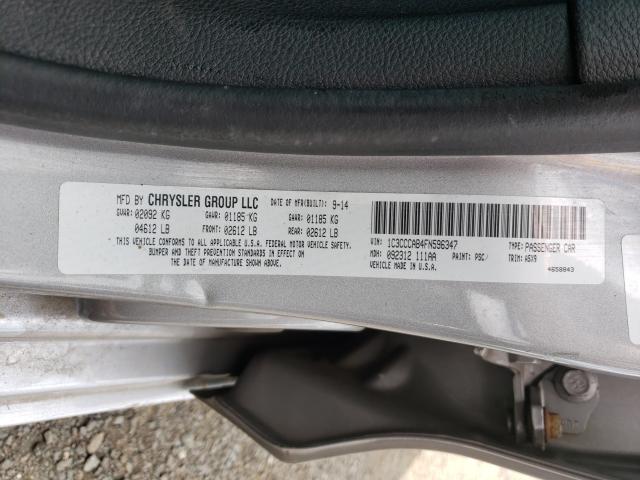 MFD BY CHRYSLER GROUP LLC DATE OF MFR(BUILT): 9-14
GVWR: 02092 KG GAWR: 01185 KG GAWR: 01185 KG
04612 LB FRONT: 02612 LB REAR: 02612 LB
THIS VEHICLE CONFORMS TO ALL U.S.A. FEDERAL MOTOR VEHICLE SAFETY,
BUMPER AND THEFT PREVENTION STANDARDS IN EFFECT ON
THE DATE OF MANUFACTURE SHOWN ABOVE.
VIN: 1C3CCCAB4FN596347 TYPE: PASSENGER CAR
MDH: 092312 111AA PAINT: PSC/ TRIM: A5X9
VEHICLE MADE IN U.S.A. 4658843